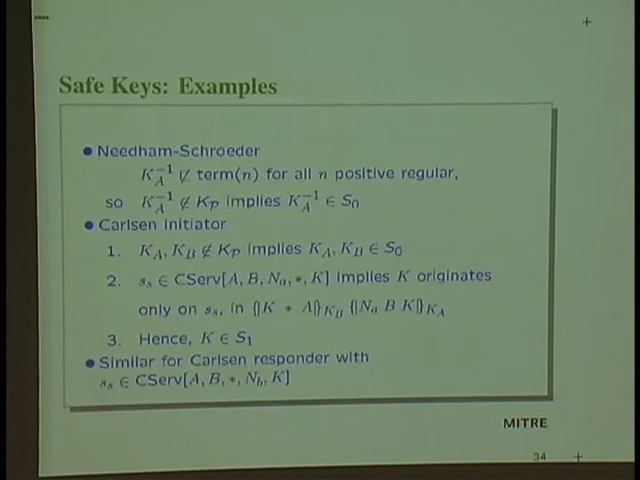 Safe Keys: Examples
● Needham-Schroeder
K_A^{-1} ⊄ term(n) for all n positive regular,
so K_A^{-1} ∉ K_P implies K_A^{-1} ∈ S_0
● Carlsen initiator
1. K_A, K_B ∉ K_P implies K_A, K_B ∈ S_0
2. s_s ∈ CServ[A, B, N_a, *, K] implies K originates
only on s_s, in {|K * A|}_{K_B} {|N_a B K|}_{K_A}
3. Hence, K ∈ S_1
● Similar for Carlsen responder with
s_s ∈ CServ[A, B, *, N_b, K]
MITRE
34